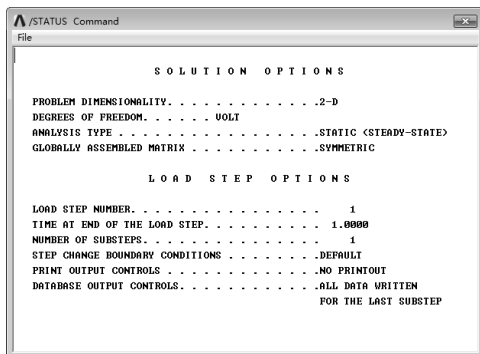 /STATUS Command
File
S O L U T I O N   O P T I O N S
PROBLEM DIMENSIONALITY. . . . . . . . . . . . .2-D
DEGREES OF FREEDOM. . . . . . VOLT
ANALYSIS TYPE . . . . . . . . . . . . . . . . .STATIC (STEADY-STATE)
GLOBALLY ASSEMBLED MATRIX . . . . . . . . . . .SYMMETRIC
L O A D   S T E P   O P T I O N S
LOAD STEP NUMBER. . . . . . . . . . . . . . . . 1
TIME AT END OF THE LOAD STEP. . . . . . . . . . 1.0000
NUMBER OF SUBSTEPS. . . . . . . . . . . . . . . 1
STEP CHANGE BOUNDARY CONDITIONS . . . . . . . .DEFAULT
PRINT OUTPUT CONTROLS . . . . . . . . . . . . .NO PRINTOUT
DATABASE OUTPUT CONTROLS. . . . . . . . . . . .ALL DATA WRITTEN
FOR THE LAST SUBSTEP